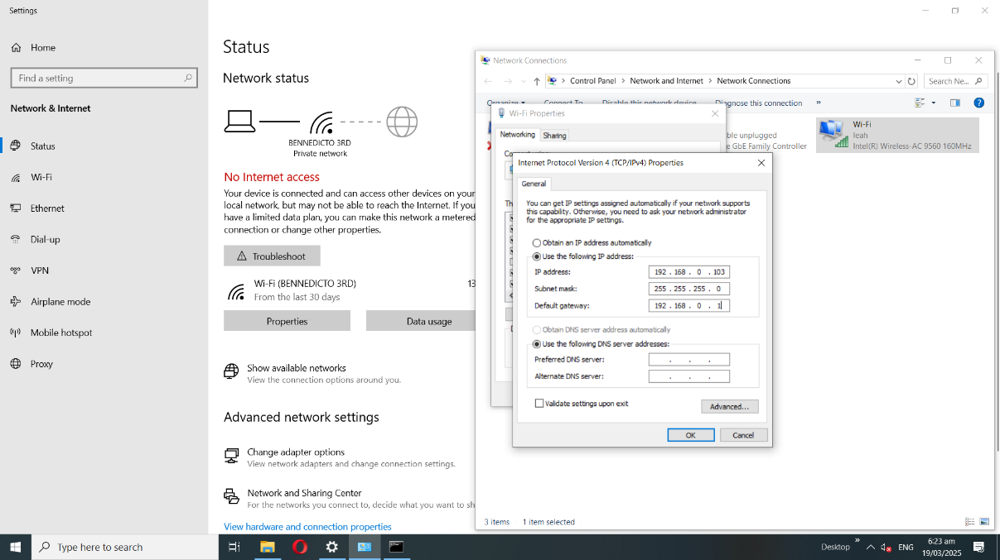 Settings
Home
Find a setting
Network & Internet
Status
Wi-Fi
Ethernet
Dial-up
VPN
Airplane mode
Mobile hotspot
Proxy
Status
Network status
BENNEDICTO 3RD
Private network
No Internet access
Your device is connected and can access other devices on your
local network, but may not be able to reach the Internet. If you
have a limited data plan, you can make this network a metered
connection or change other properties.
Troubleshoot
Wi-Fi (BENNEDICTO 3RD)
From the last 30 days
13
Properties
Data usage
Show available networks
View the connection options around you.
Advanced network settings
Change adapter options
View network adapters and change connection settings.
Network and Sharing Center
For the networks you connect to, decide what you want to sh
View hardware and connection properties
Network Connections
Control Panel > Network and Internet > Network Connections
Search Ne...
Organize Connect To Disable this network device Diagnose this connection »
ble unplugged
e GbE Family Controller
Wi-Fi
leah
Intel(R) Wireless-AC 9560 160MHz
Wi-Fi Properties
Networking Sharing
Internet Protocol Version 4 (TCP/IPv4) Properties
General
You can get IP settings assigned automatically if your network supports
this capability. Otherwise, you need to ask your network administrator
for the appropriate IP settings.
Obtain an IP address automatically
Use the following IP address:
IP address: 192 . 168 . 0 . 103
Subnet mask: 255 . 255 . 255 . 0
Default gateway: 192 . 168 . 0 . 1
Obtain DNS server address automatically
Use the following DNS server addresses:
Preferred DNS server: . . .
Alternate DNS server: . . .
Validate settings upon exit
Advanced...
OK Cancel
3 items 1 item selected
Type here to search
Desktop » ENG
6:23 am
19/03/2025